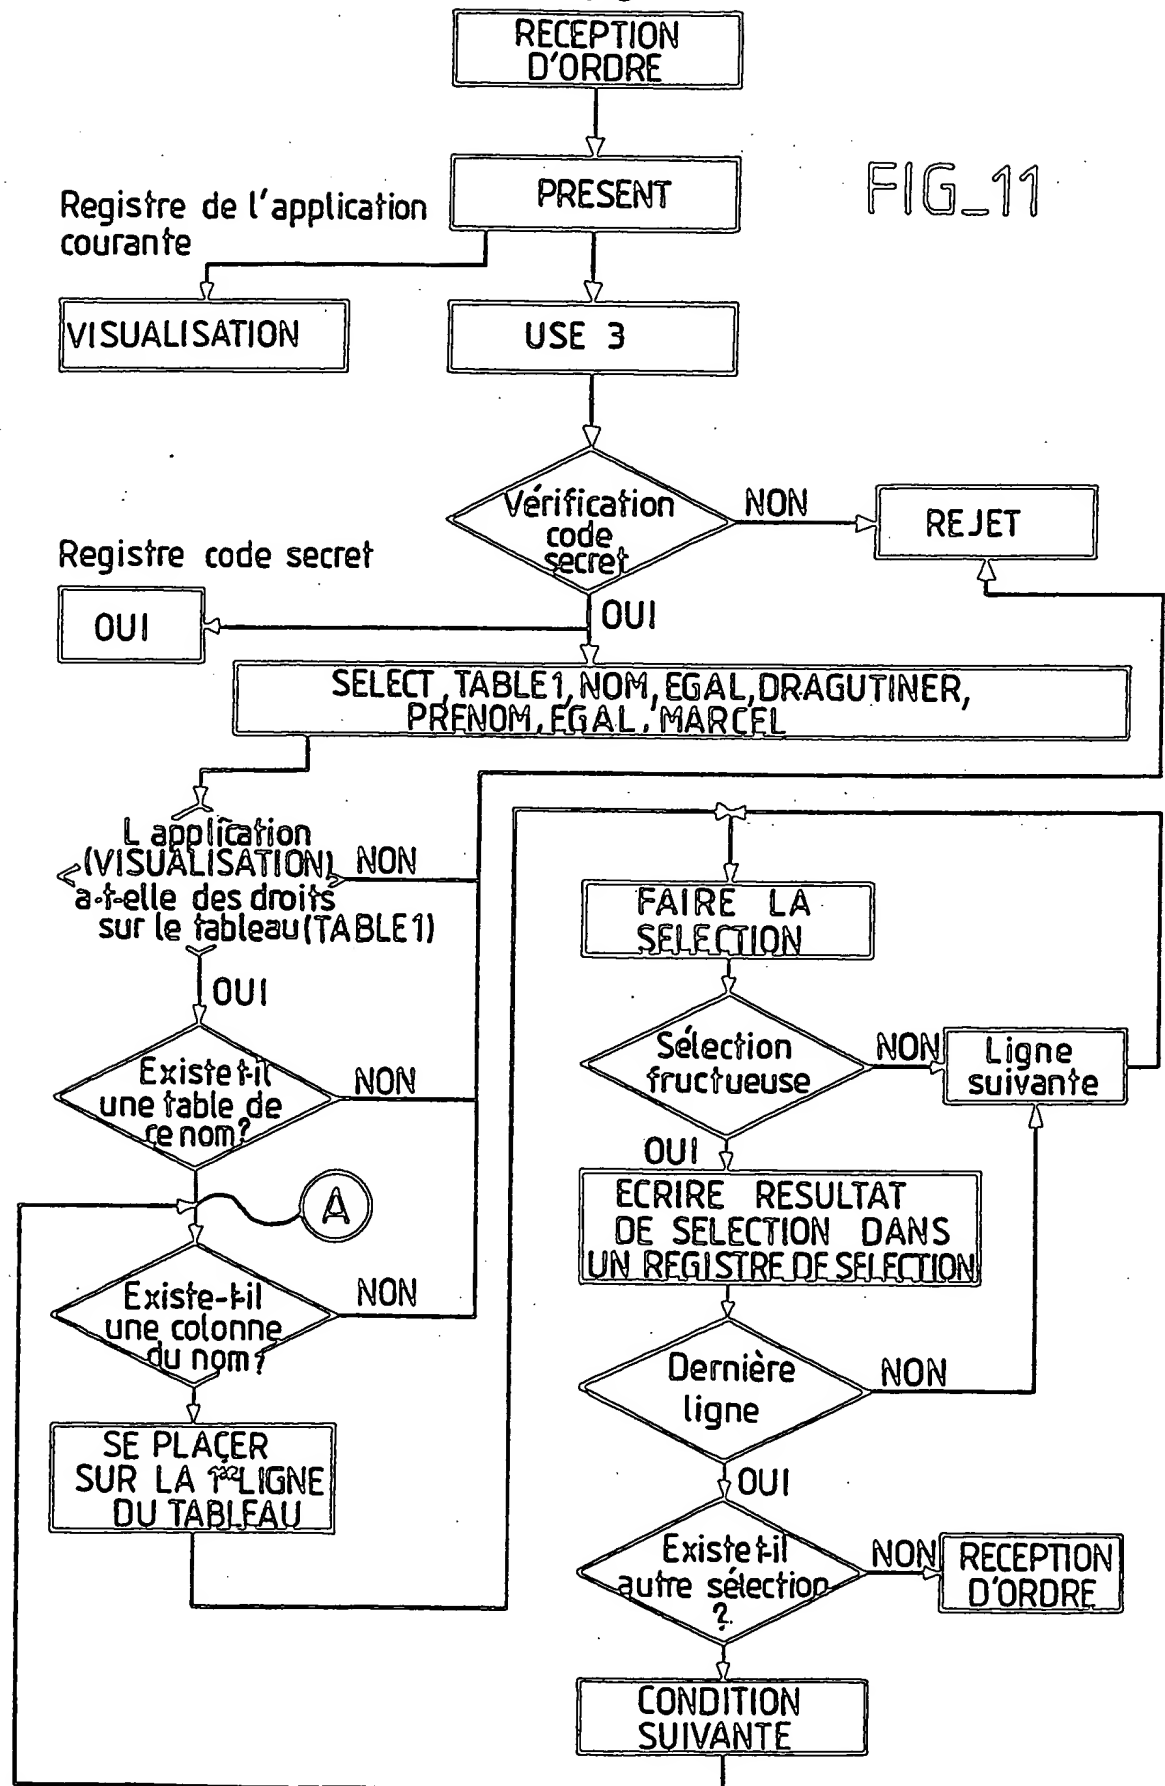 RECEPTION
D'ORDRE
PRESENT
FIG_11
Registre de l'application
courante
VISUALISATION
USE 3
Vérification
code
secret
NON
REJET
Registre code secret
OUI
OUI
SELECT, TABLE1, NOM, EGAL, DRAGUTINER,
PRENOM, EGAL, MARCEL
L application
(VISUALISATION)
a-t-elle des droits
sur le tableau (TABLE1)
NON
OUI
Existe t-il
une table de
ce nom?
NON
A
Existe-t-il
une colonne
du nom?
NON
SE PLAÇER
SUR LA LIGNE
DU TABLEAU
FAIRE LA
SELECTION
Sélection
fructueuse
NON
Ligne
suivante
OUI
ECRIRE RESULTAT
DE SELECTION DANS
UN REGISTRE DE SELECTION
Dernière
ligne
NON
OUI
Existe t-il
autre sélection
?
NON
RECEPTION
D'ORDRE
CONDITION
SUIVANTE